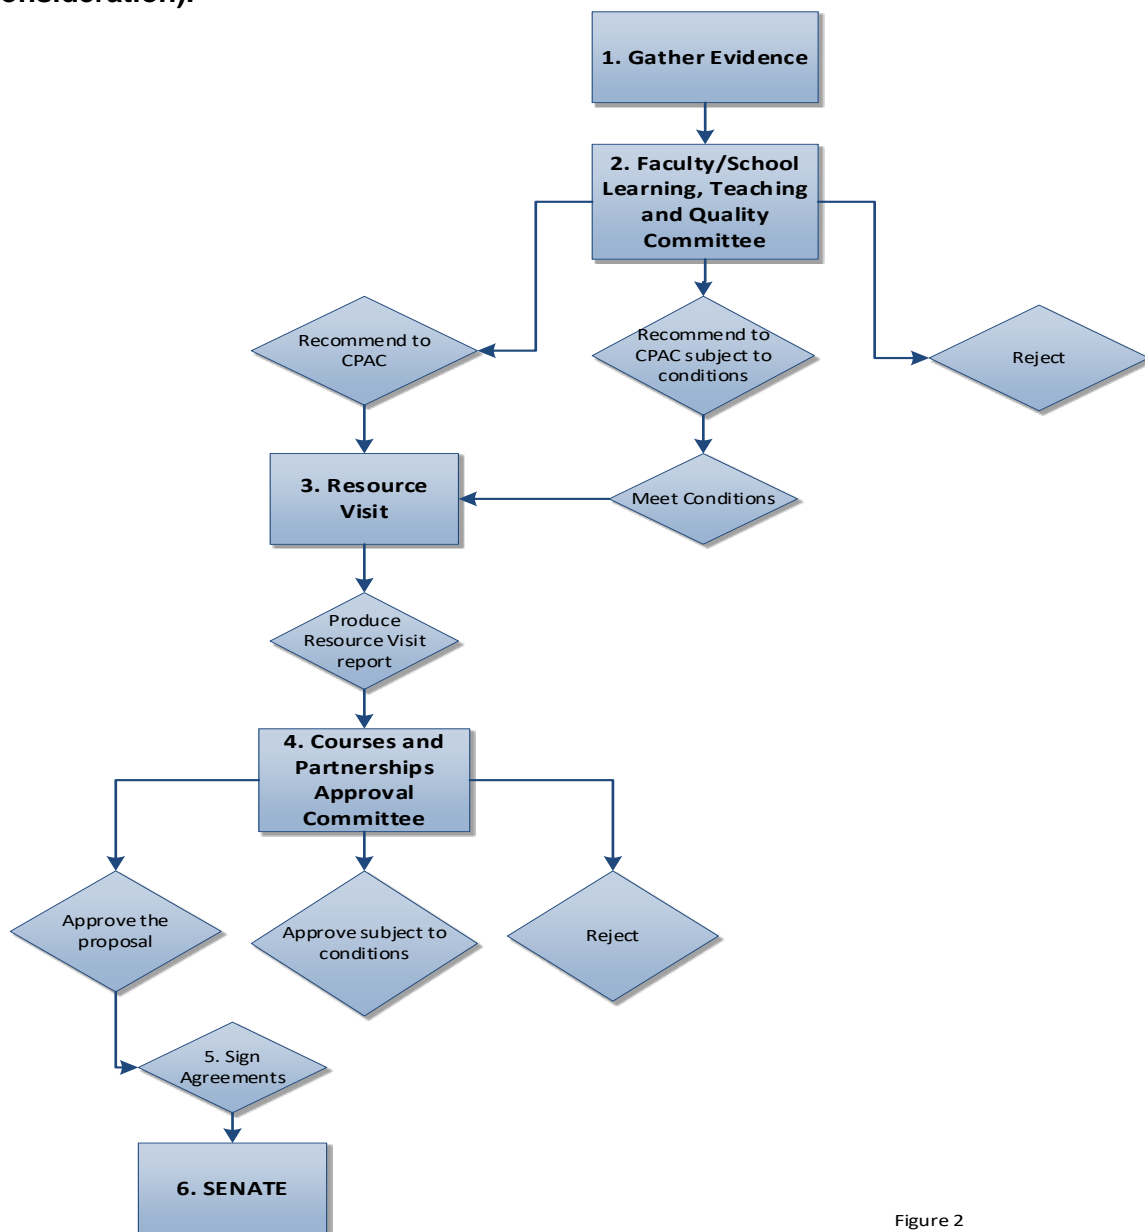 onsideration).
1. Gather Evidence
2. Faculty/School
Learning, Teaching
and Quality
Committee
Recommend to
CPAC
Recommend to
CPAC subject to
conditions
Reject
3. Resource
Visit
Meet Conditions
Produce
Resource Visit
report
4. Courses and
Partnerships
Approval
Committee
Approve the
proposal
Approve subject to
conditions
Reject
5. Sign
Agreements
6. SENATE
Figure 2